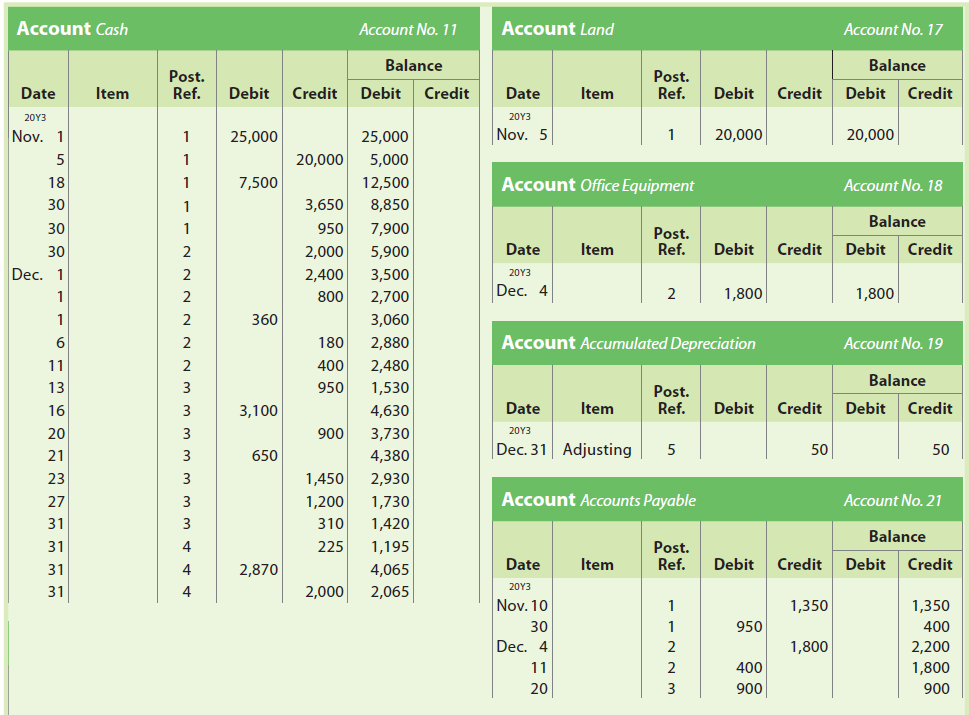 Account Cash Account No. 11
Balance
Date Item Post. Ref. Debit Credit Debit Credit
20Y3
Nov. 1 1 25,000 25,000
5 1 20,000 5,000
18 1 7,500 12,500
30 1 3,650 8,850
30 1 950 7,900
30 2 2,000 5,900
Dec. 1 2 2,400 3,500
1 2 800 2,700
1 2 360 3,060
6 2 180 2,880
11 2 400 2,480
13 3 950 1,530
16 3 3,100 4,630
20 3 900 3,730
21 3 650 4,380
23 3 1,450 2,930
27 3 1,200 1,730
31 3 310 1,420
31 4 225 1,195
31 4 2,870 4,065
31 4 2,000 2,065
Account Land Account No. 17
Balance
Date Item Post. Ref. Debit Credit Debit Credit
20Y3
Nov. 5 1 20,000 20,000
Account Office Equipment Account No. 18
Balance
Date Item Post. Ref. Debit Credit Debit Credit
20Y3
Dec. 4 2 1,800 1,800
Account Accumulated Depreciation Account No. 19
Balance
Date Item Post. Ref. Debit Credit Debit Credit
20Y3
Dec. 31 Adjusting 5 50 50
Account Accounts Payable Account No. 21
Balance
Date Item Post. Ref. Debit Credit Debit Credit
20Y3
Nov. 10 1 1,350 1,350
30 1 950 400
Dec. 4 2 1,800 2,200
11 2 400 1,800
20 3 900 900